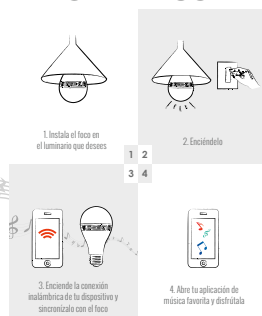 1. Instala el foco en
el luminario que desees
2. Enciéndelo
1 2
3 4
3. Enciende la conexión
inalámbrica de tu dispositivo y
sincronízalo con el foco
4. Abre tu aplicación de
música favorita y disfrútala